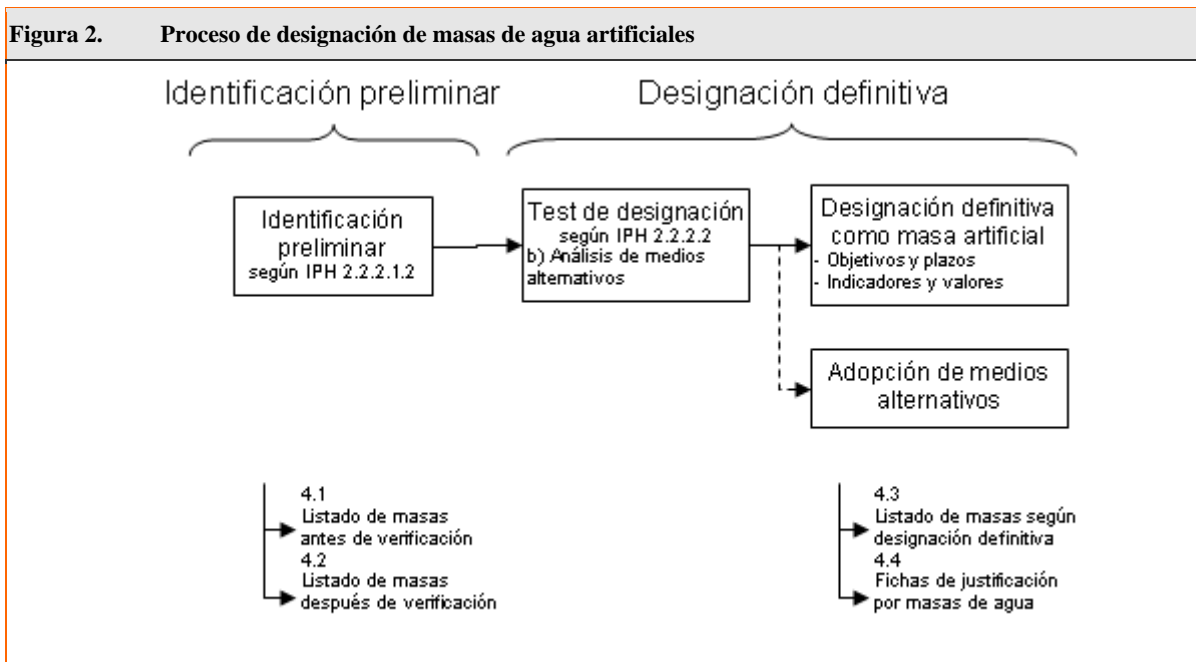 Figura 2. Proceso de designación de masas de agua artificiales
Identificación preliminar
Designación definitiva
Identificación
preliminar
según IPH 2.2.2.1.2
Test de designación
según IPH 2.2.2.2
b) Análisis de medios
alternativos
Designación definitiva
como masa artificial
- Objetivos y plazos
- Indicadores y valores
Adopción de medios
alternativos
4.1
Listado de masas
antes de verificación
4.2
Listado de masas
después de verificación
4.3
Listado de masas según
designación definitiva
4.4
Fichas de justificación
por masas de agua